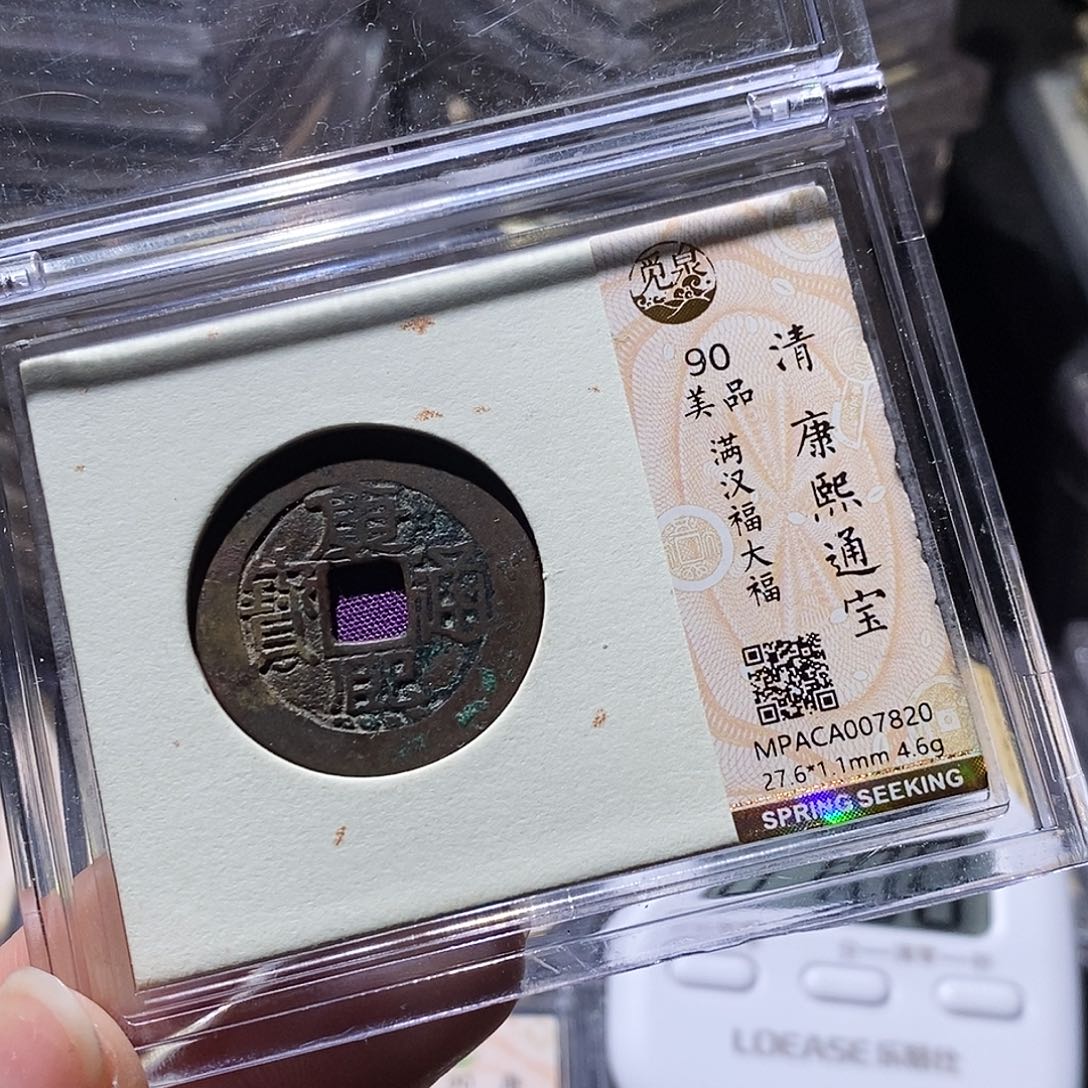 觅泉
清 康熙通宝
90
美品 满汉福大福
MPACA007820
27.6*1.1mm 4.6g
SPRING SEEKING
康熙通寶
LDEASE